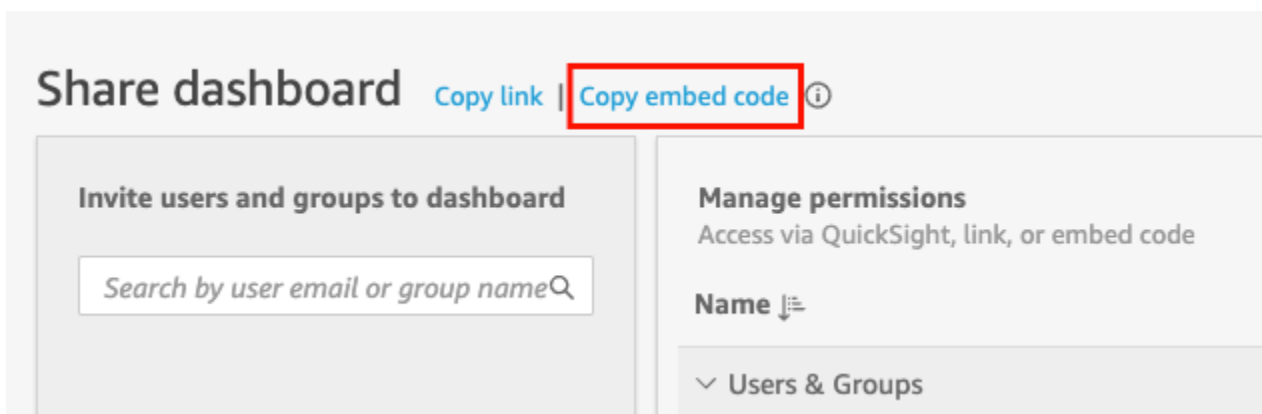 Share dashboard Copy link | Copy embed code
Invite users and groups to dashboard
Search by user email or group name
Manage permissions
Access via QuickSight, link, or embed code
Name
Users & Groups